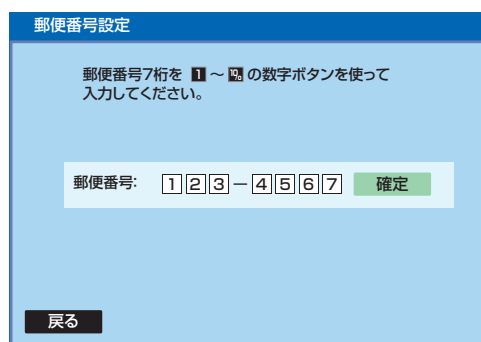 郵便番号設定
郵便番号7桁を 1 ～ 10 の数字ボタンを使って
入力してください。
郵便番号: 123－4567 確定
戻る